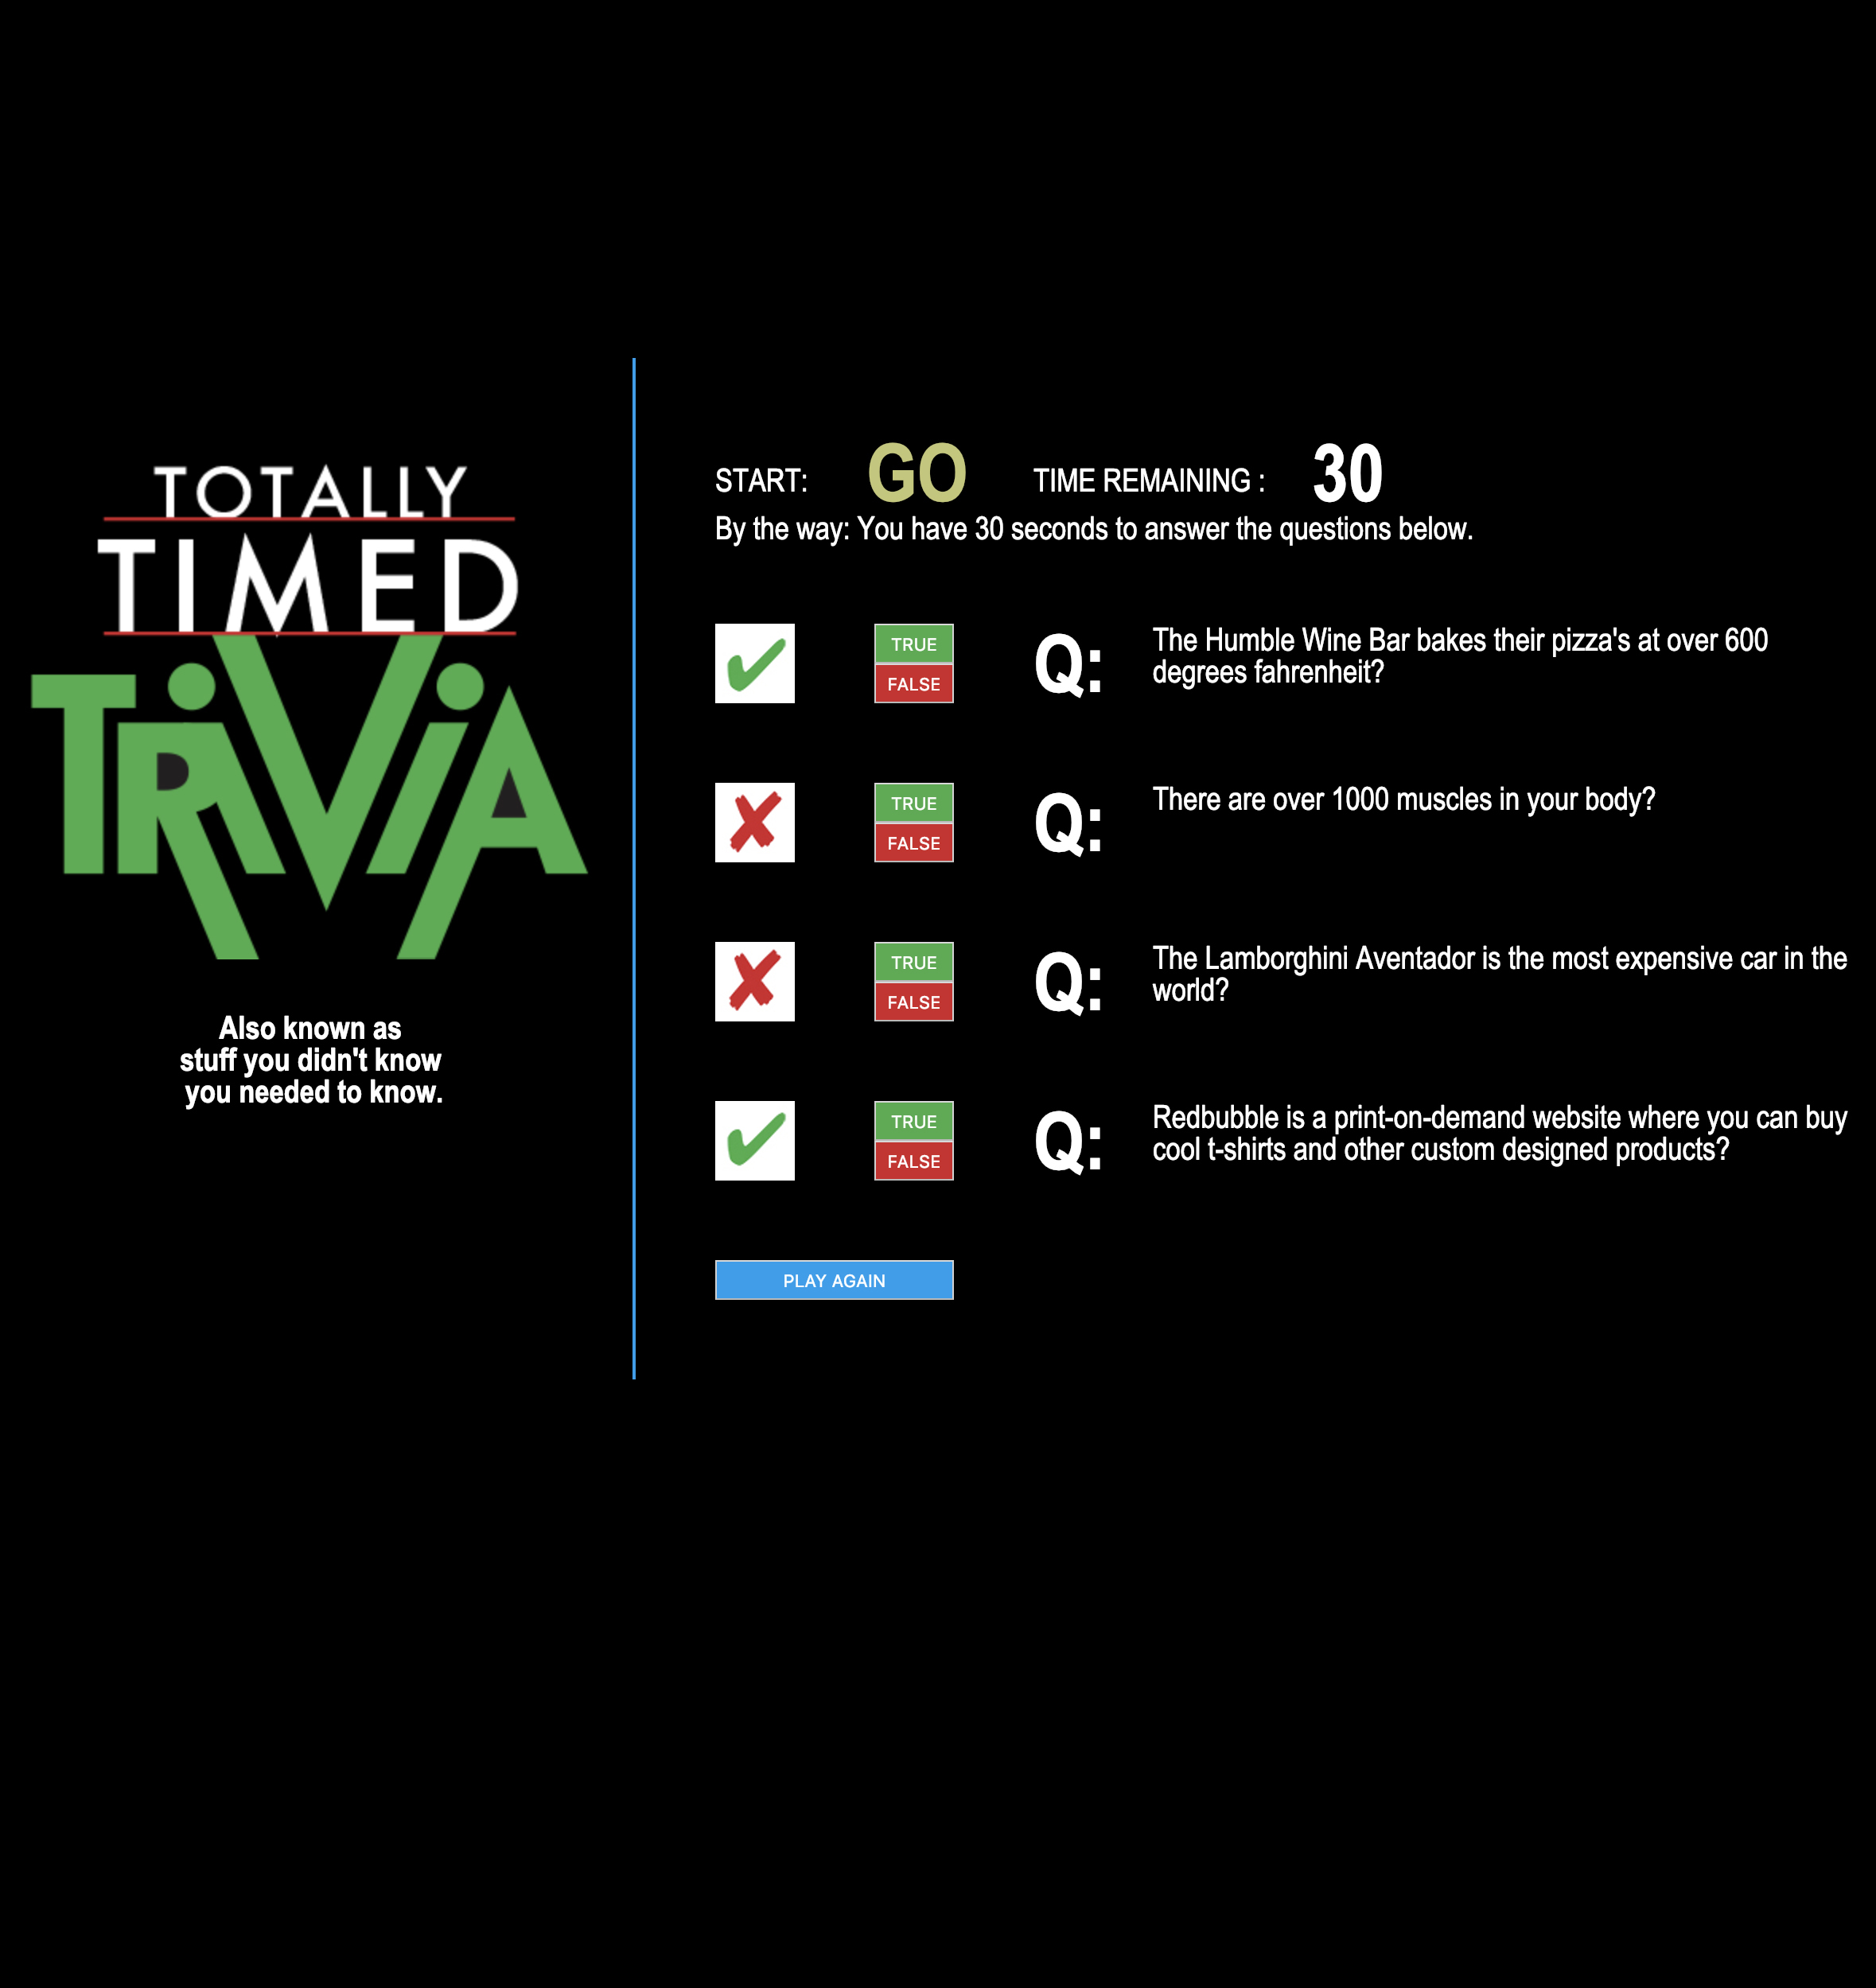 TOTALLY
TIMED
TRiViA
Also known as
stuff you didn't know
you needed to know.
START: GO TIME REMAINING : 30
By the way: You have 30 seconds to answer the questions below.
TRUE
FALSE
Q:
The Humble Wine Bar bakes their pizza's at over 600
degrees fahrenheit?
TRUE
FALSE
Q:
There are over 1000 muscles in your body?
TRUE
FALSE
Q:
The Lamborghini Aventador is the most expensive car in the
world?
TRUE
FALSE
Q:
Redbubble is a print-on-demand website where you can buy
cool t-shirts and other custom designed products?
PLAY AGAIN